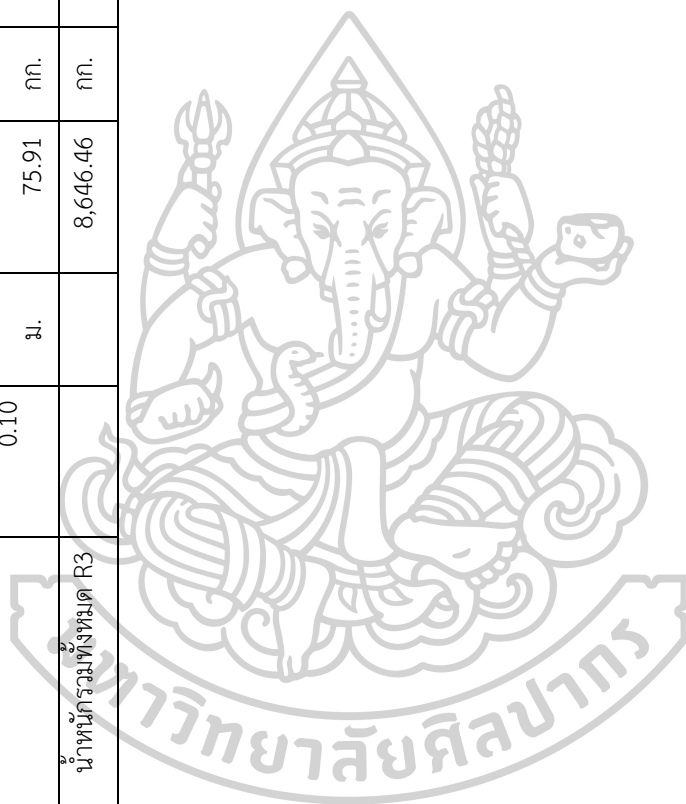 0.10 ม. 75.91 กก.
น้ำหนักรวมทั้งหมด R3 8,646.46 กก.
มหาวิทยาลัยศิลปากร